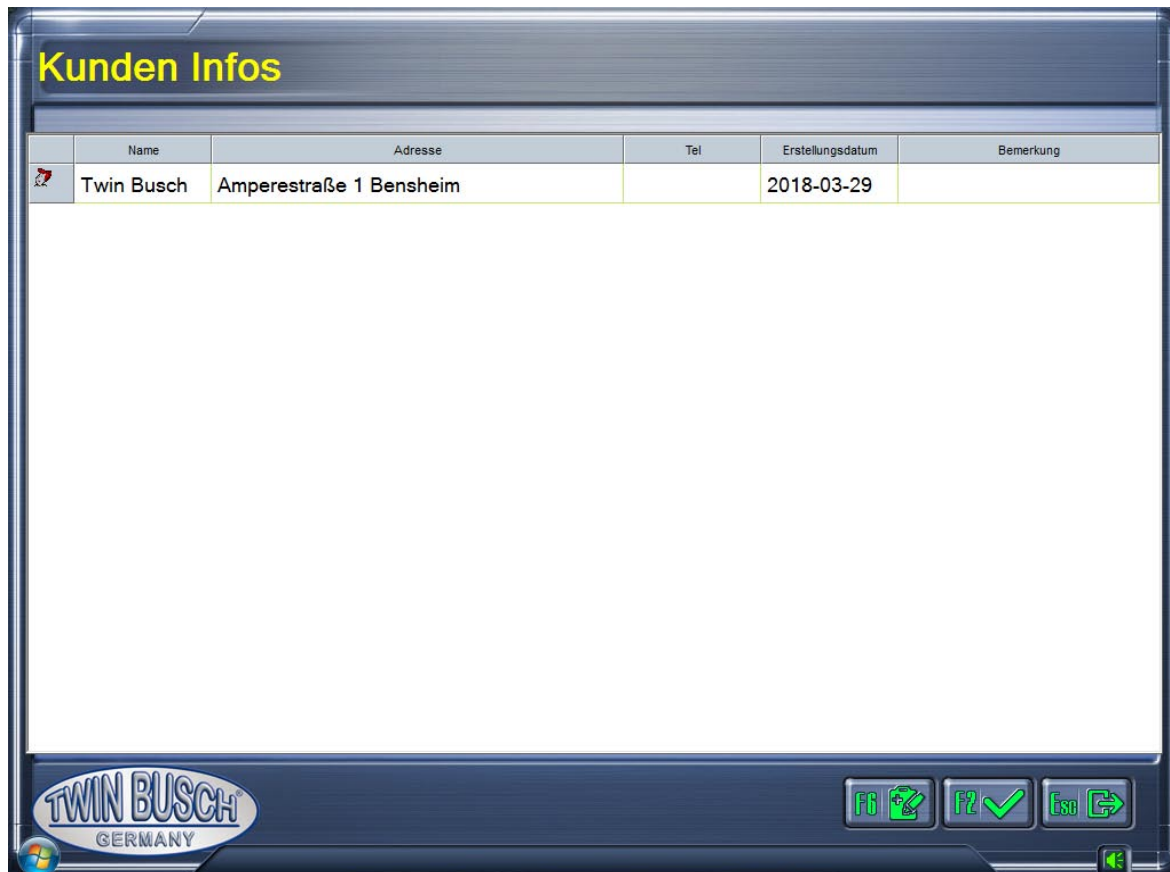 Kunden Infos
Name Adresse Tel Erstellungsdatum Bemerkung
Twin Busch Amperestraße 1 Bensheim 2018-03-29
TWIN BUSCH®
GERMANY
F6 F2 Esc